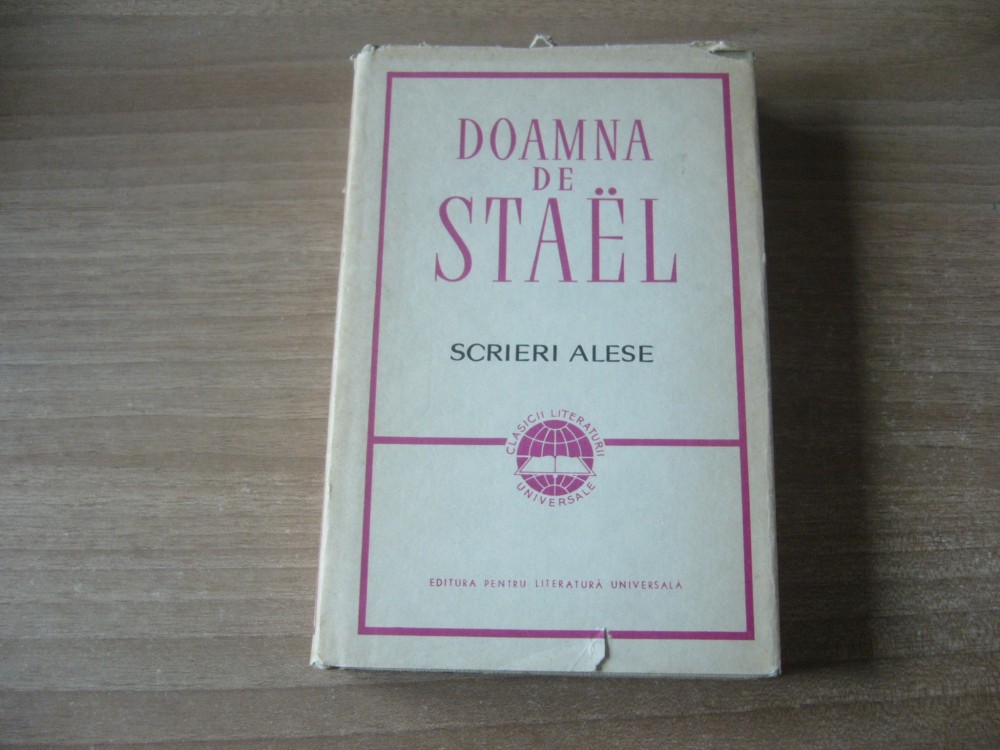 DOAMNA
DE
STAËL
SCRIERI ALESE
CLASICII LITERATURII
UNIVERSALE
EDITURA PENTRU LITERATURĂ UNIVERSALĂ